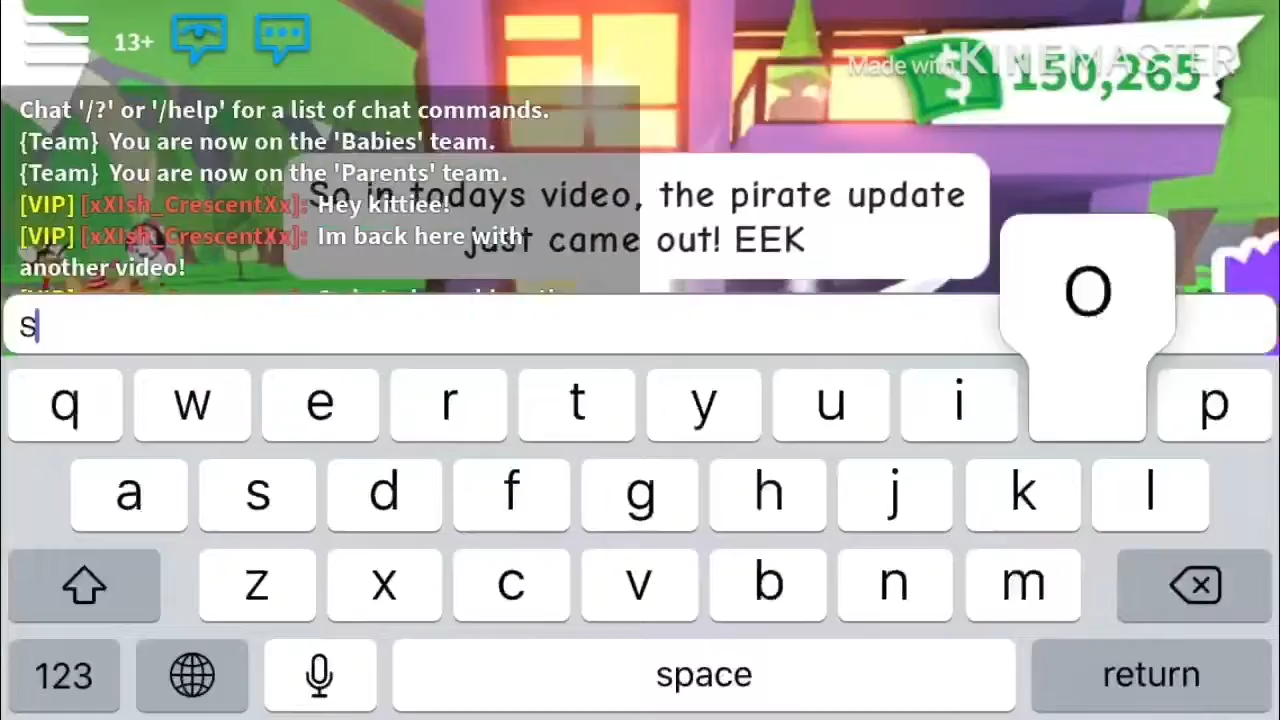 13+
Made with KINEMASTER
$ 150,265
Chat '/?' or '/help' for a list of chat commands.
{Team} You are now on the 'Babies' team.
{Team} You are now on the 'Parents' team.
[VIP] [xXIsh_CrescentXx]: Hey kittiee!
[VIP] [xXIsh_CrescentXx]: Im back here with
another video!
So in todays video, the pirate update
just came out! EEK
s
O
q w e r t y u i p
a s d f g h j k l
z x c v b n m
123 space return